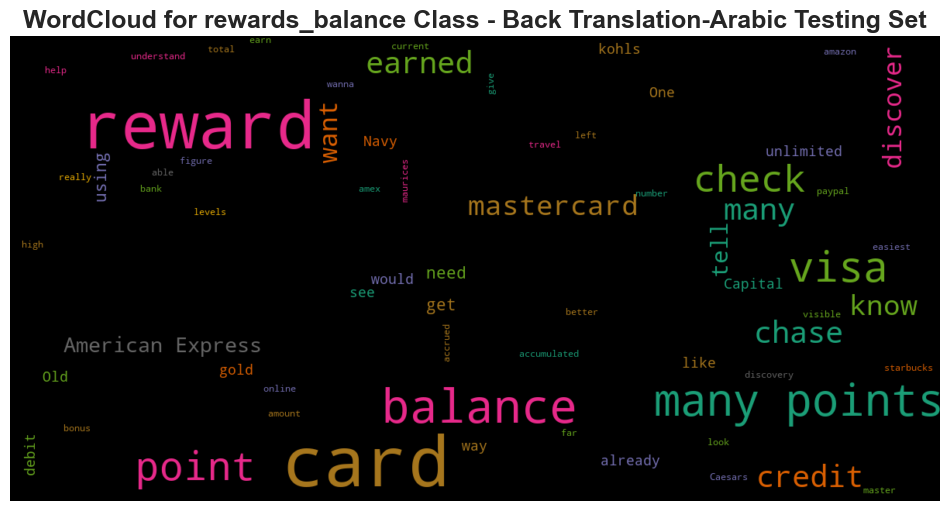 WordCloud for rewards_balance Class - Back Translation-Arabic Testing Set
earn
total
current
understand
kohls
amazon
help
earned
discover
wanna
give
One
reward
want
Navy
left
travel
unlimited
using
figure
able
really
bank
amex
maurices
number
check
paypal
levels
mastercard
many
high
tell
easiest
need
would
visa
see
Capital
get
know
better
visible
chase
American Express
accrued
accumulated
like
starbucks
Old
gold
discovery
online
balance
many points
amount
bonus
far
way
look
debit
point
card
already
Caesars
credit
master